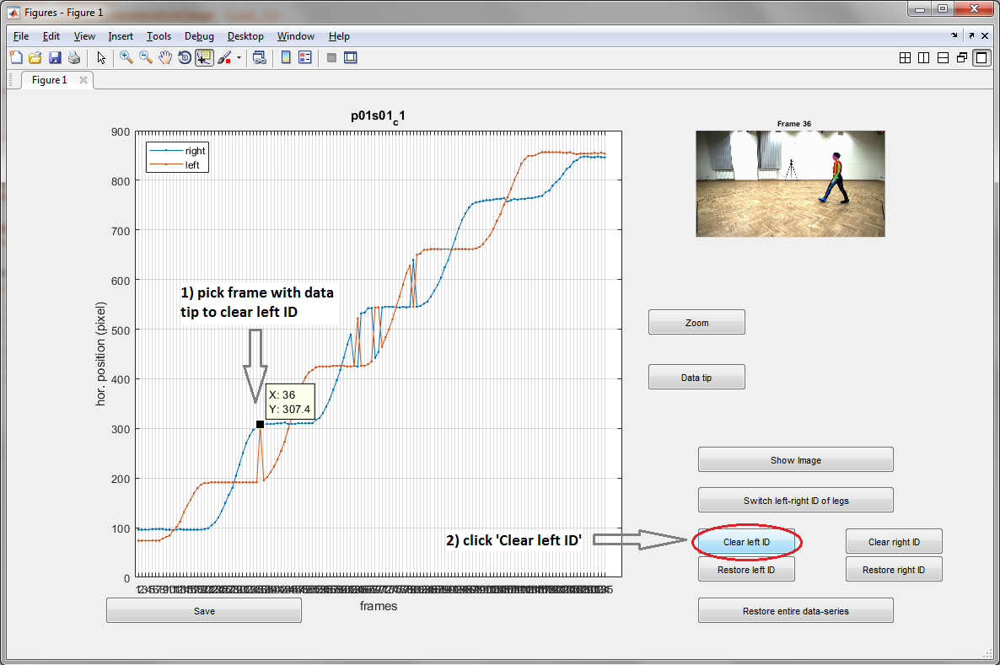 Figures - Figure 1
File Edit View Insert Tools Debug Desktop Window Help
Figure 1
p01s01_c1
Frame 36
900
800
700
600
500
400
300
200
100
0
right
left
hor. position (pixel)
1) pick frame with data
tip to clear left ID
X: 36
Y: 307.4
Zoom
Data tip
Show Image
Switch left-right ID of legs
2) click 'Clear left ID'
Clear left ID
Clear right ID
Restore left ID
Restore right ID
frames
Save
Restore entire data-series